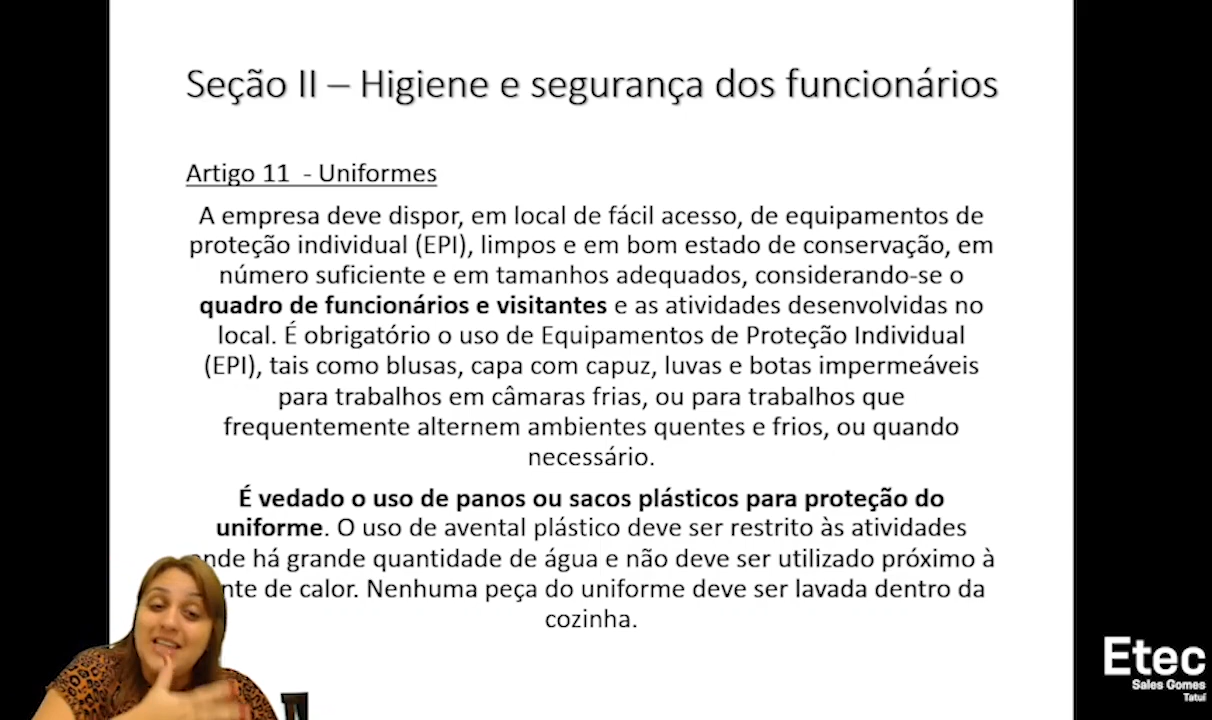 Seção II – Higiene e segurança dos funcionários
Artigo 11 - Uniformes
A empresa deve dispor, em local de fácil acesso, de equipamentos de
proteção individual (EPI), limpos e em bom estado de conservação, em
número suficiente e em tamanhos adequados, considerando-se o
quadro de funcionários e visitantes e as atividades desenvolvidas no
local. É obrigatório o uso de Equipamentos de Proteção Individual
(EPI), tais como blusas, capa com capuz, luvas e botas impermeáveis
para trabalhos em câmaras frias, ou para trabalhos que
frequentemente alternem ambientes quentes e frios, ou quando
necessário.
É vedado o uso de panos ou sacos plásticos para proteção do
uniforme. O uso de avental plástico deve ser restrito às atividades
há grande quantidade de água e não deve ser utilizado próximo à
de calor. Nenhuma peça do uniforme deve ser lavada dentro da
cozinha.
Etec
Sales Gomes
Tatuí